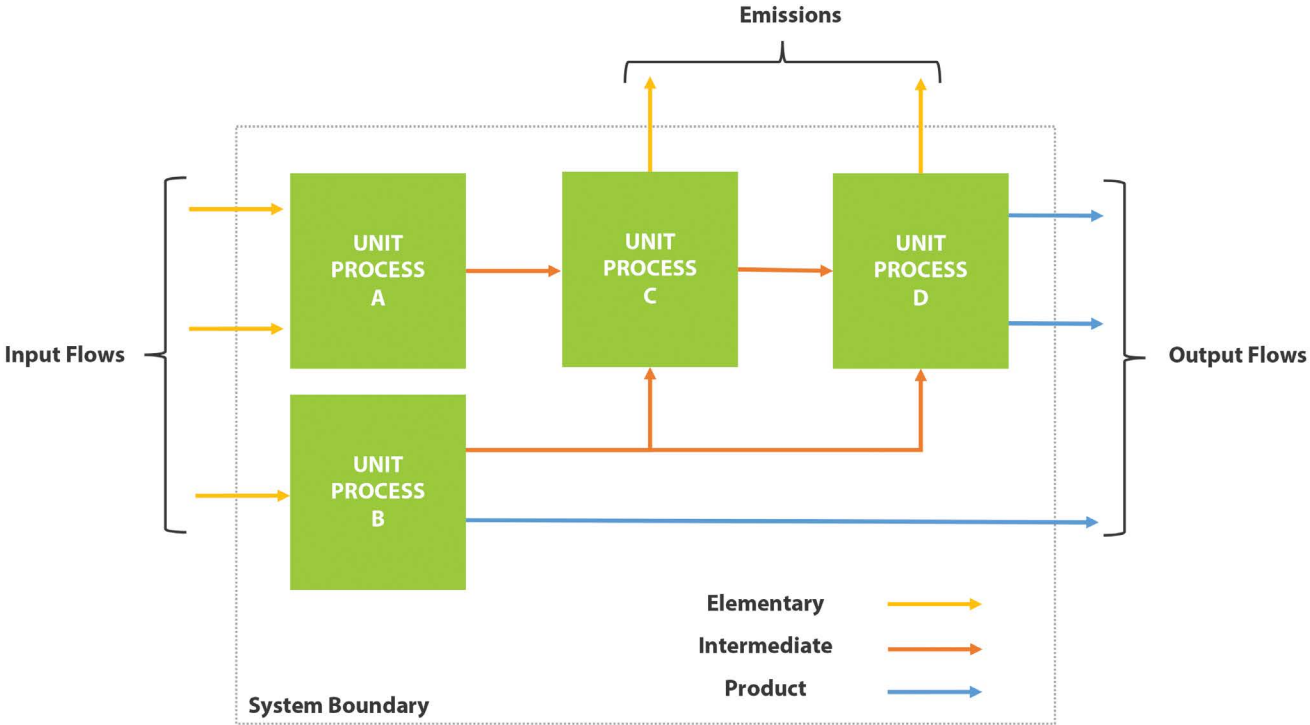 Emissions
UNIT
PROCESS
A
UNIT
PROCESS
C
UNIT
PROCESS
D
Input Flows
Output Flows
UNIT
PROCESS
B
Elementary
Intermediate
Product
System Boundary